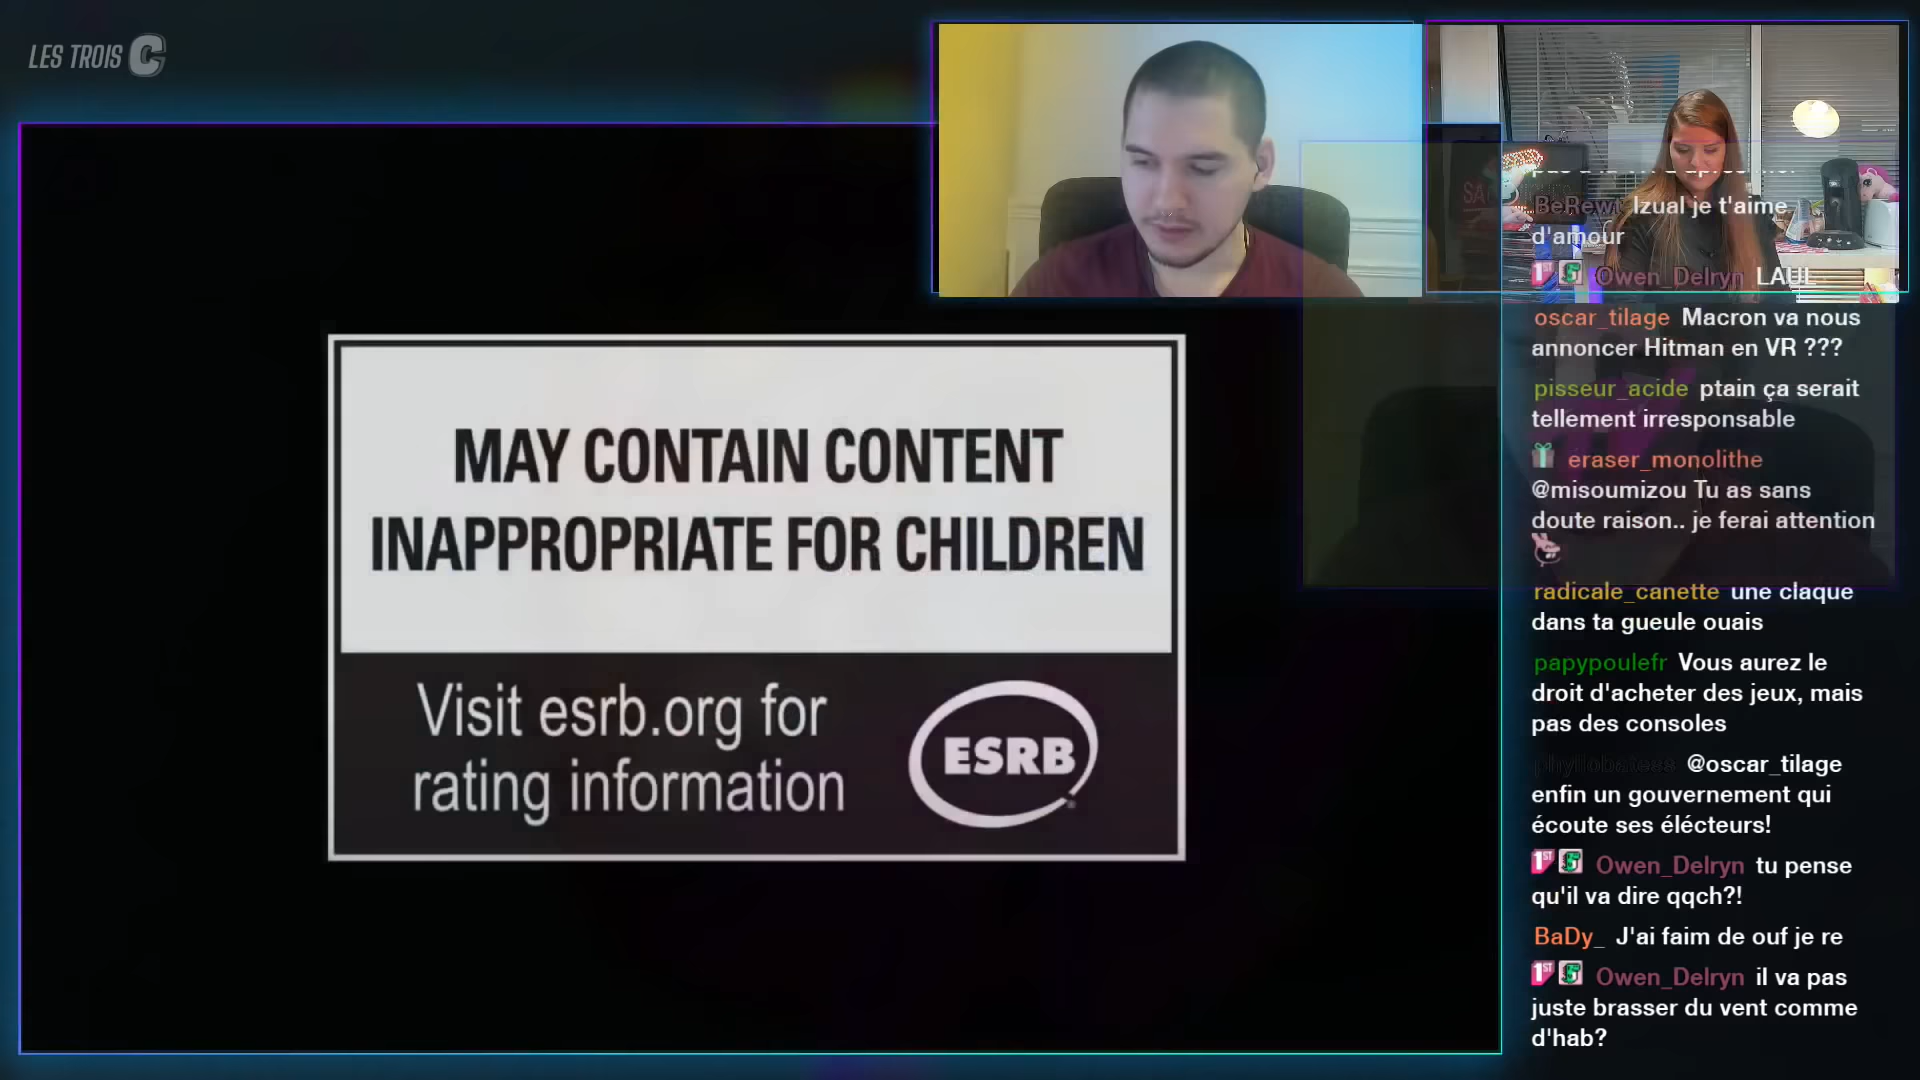 LES TROIS C
MAY CONTAIN CONTENT
INAPPROPRIATE FOR CHILDREN
Visit esrb.org for
rating information
ESRB
BeRewt Izual je t'aime
d'amour
1ST Owen_Delryn LAUL
oscar_tilage Macron va nous
annoncer Hitman en VR ???
pisseur_acide ptain ça serait
tellement irresponsable
eraser_monolithe
@misoumizou Tu as sans
doute raison.. je ferai attention
radicale_canette une claque
dans ta gueule ouais
papypoulefr Vous aurez le
droit d'acheter des jeux, mais
pas des consoles
@oscar_tilage
enfin un gouvernement qui
écoute ses élécteurs!
1ST Owen_Delryn tu pense
qu'il va dire qqch?!
BaDy_ J'ai faim de ouf je re
1ST Owen_Delryn il va pas
juste brasser du vent comme
d'hab?